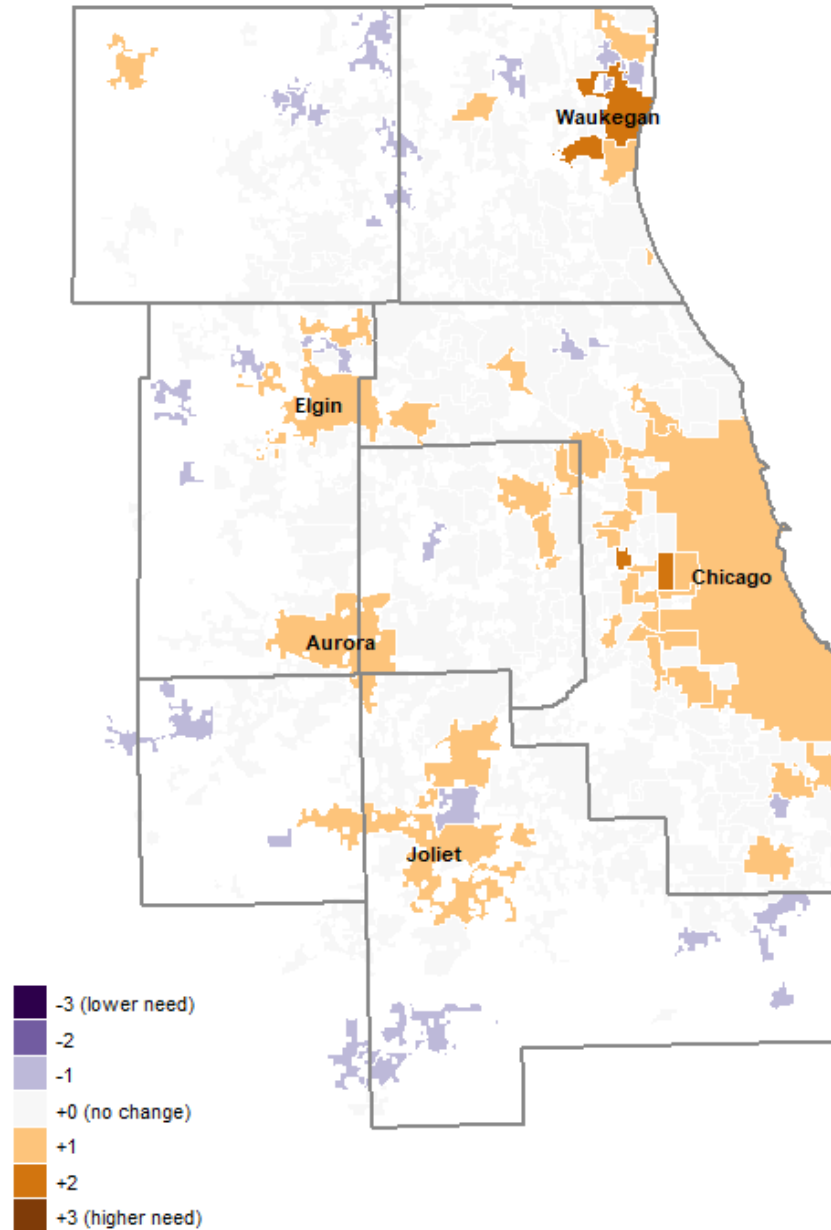 Waukegan
Elgin
Chicago
Aurora
Joliet
-3 (lower need)
-2
-1
+0 (no change)
+1
+2
+3 (higher need)